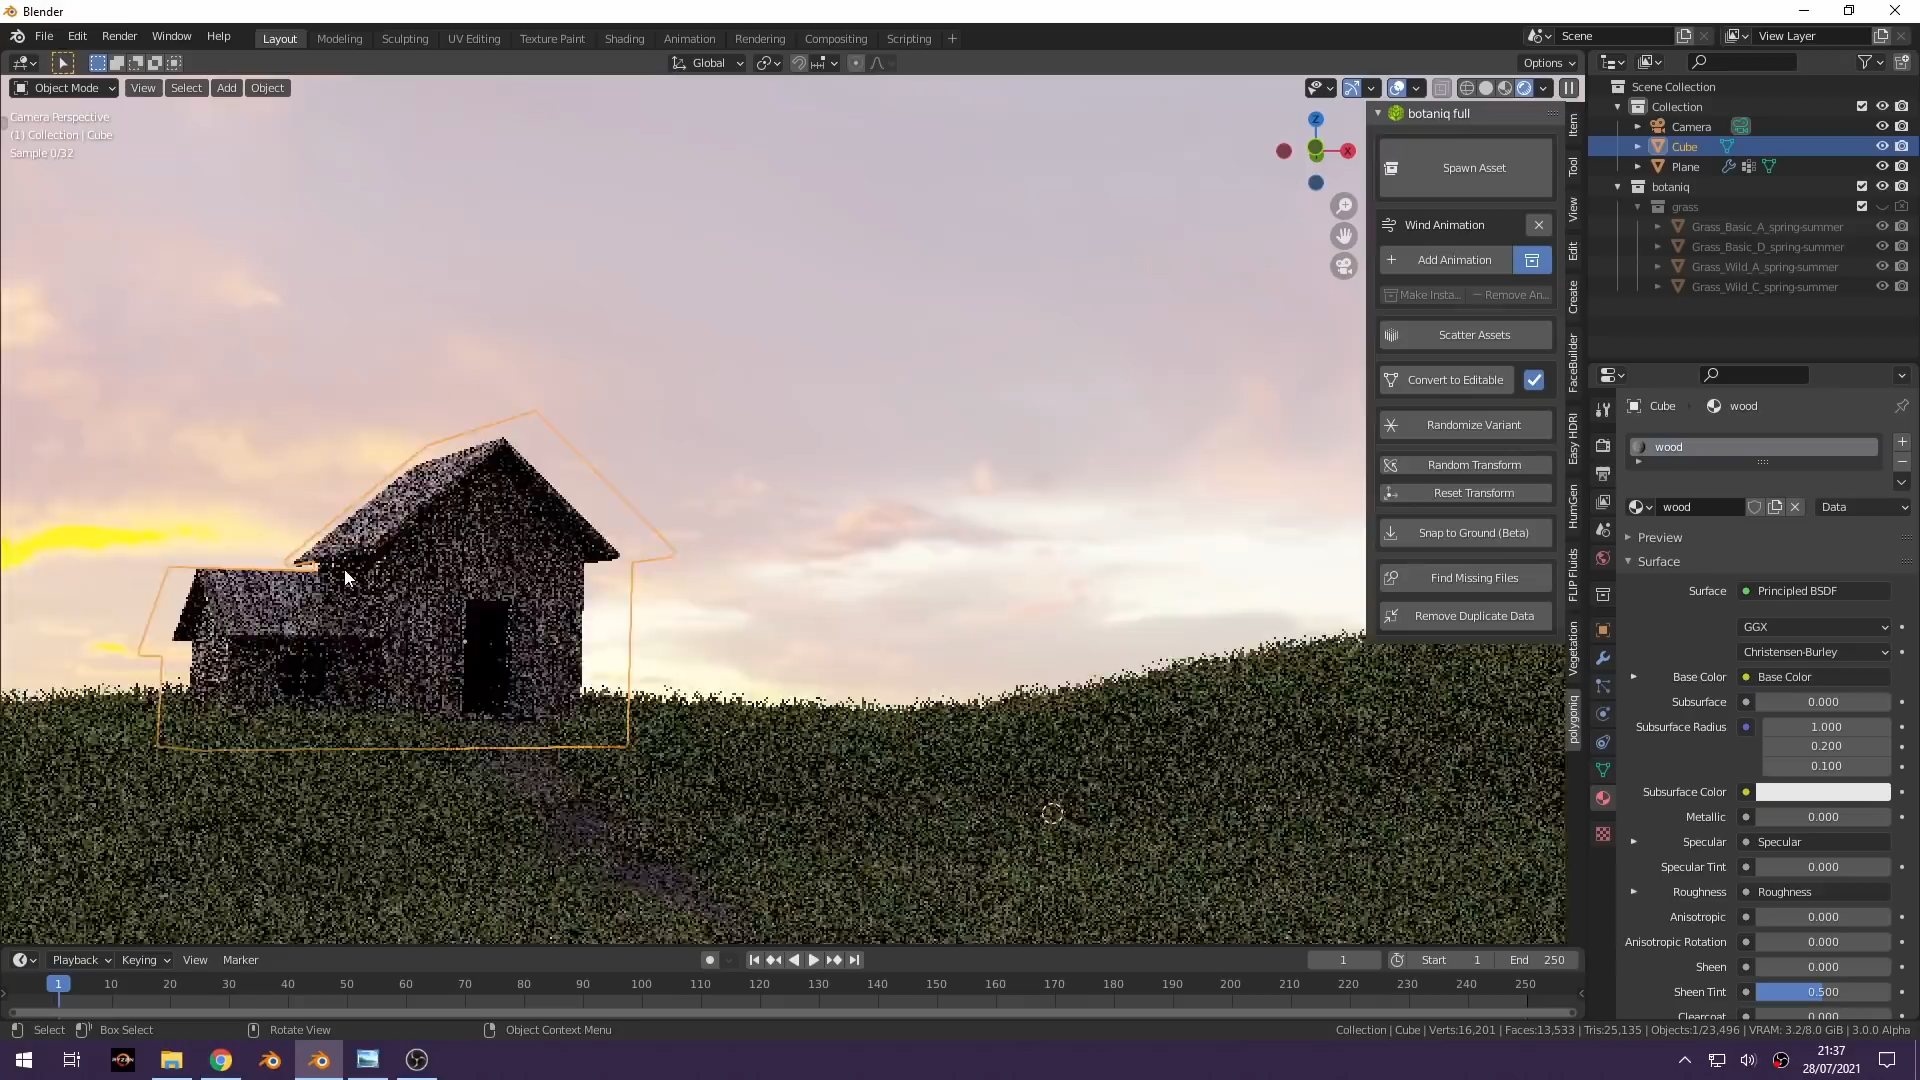 Blender
File Edit Render Window Help
Layout Modeling Sculpting UV Editing Texture Paint Shading Animation Rendering Compositing Scripting +
Scene
View Layer
Global
Options
Object Mode View Select Add Object
Camera Perspective
(1) Collection | Cube
Sample 0/32
Z
X
botaniq full
Spawn Asset
Wind Animation
Add Animation
Make Insta... Remove An...
Scatter Assets
Convert to Editable
Randomize Variant
Random Transform
Reset Transform
Snap to Ground (Beta)
Find Missing Files
Remove Duplicate Data
Item
Tool
View
Edit
Create
FaceBuilder
Easy HDRI
HumGen
FLIP Fluids
Vegetation
polygoniq
Scene Collection
Collection
Camera
Cube
Plane
botaniq
grass
Grass_Basic_A_spring-summer
Grass_Basic_D_spring-summer
Grass_Wild_A_spring-summer
Grass_Wild_C_spring-summer
Cube wood
wood
wood Data
Preview
Surface
Surface Principled BSDF
GGX
Christensen-Burley
Base Color Base Color
Subsurface 0.000
Subsurface Radius 1.000
0.200
0.100
Subsurface Color
Metallic 0.000
Specular Specular
Specular Tint 0.000
Roughness Roughness
Anisotropic 0.000
Anisotropic Rotation 0.000
Sheen 0.000
Sheen Tint 0.500
Clearcoat 0.000
Playback Keying View Marker
1 Start 1 End 250
1 10 20 30 40 50 60 70 80 90 100 110 120 130 140 150 160 170 180 190 200 210 220 230 240 250
Select Box Select Rotate View Object Context Menu
Collection | Cube | Verts:16,201 | Faces:13,533 | Tris:25,135 | Objects:1/23,496 | VRAM: 3.2/8.0 GiB | 3.0.0 Alpha
RYZEN
21:37
28/07/2021